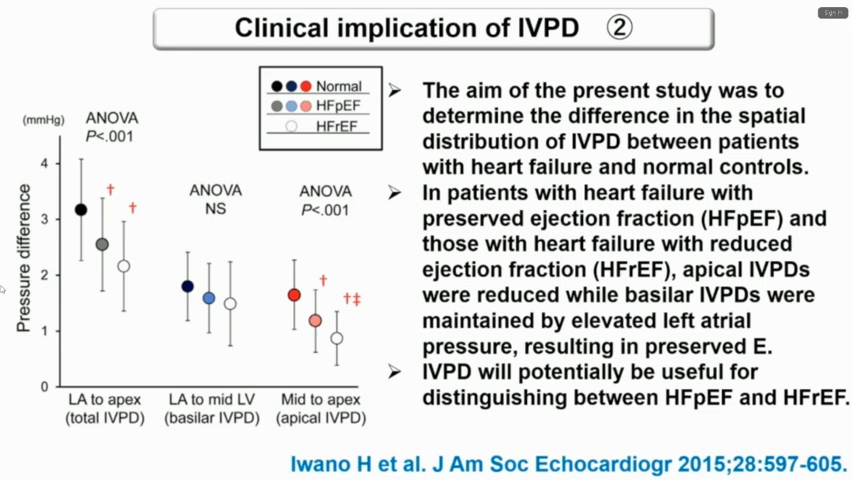 Sign in
Clinical implication of IVPD ②
Normal
HFpEF
HFrEF
(mmHg)
ANOVA
P<.001
ANOVA
NS
ANOVA
P<.001
Pressure difference
4
3
2
1
0
†
†
†
†‡
LA to apex
(total IVPD)
LA to mid LV
(basilar IVPD)
Mid to apex
(apical IVPD)
➢ The aim of the present study was to
determine the difference in the spatial
distribution of IVPD between patients
with heart failure and normal controls.
➢ In patients with heart failure with
preserved ejection fraction (HFpEF) and
those with heart failure with reduced
ejection fraction (HFrEF), apical IVPDs
were reduced while basilar IVPDs were
maintained by elevated left atrial
pressure, resulting in preserved E.
➢ IVPD will potentially be useful for
distinguishing between HFpEF and HFrEF.
Iwano H et al. J Am Soc Echocardiogr 2015;28:597-605.